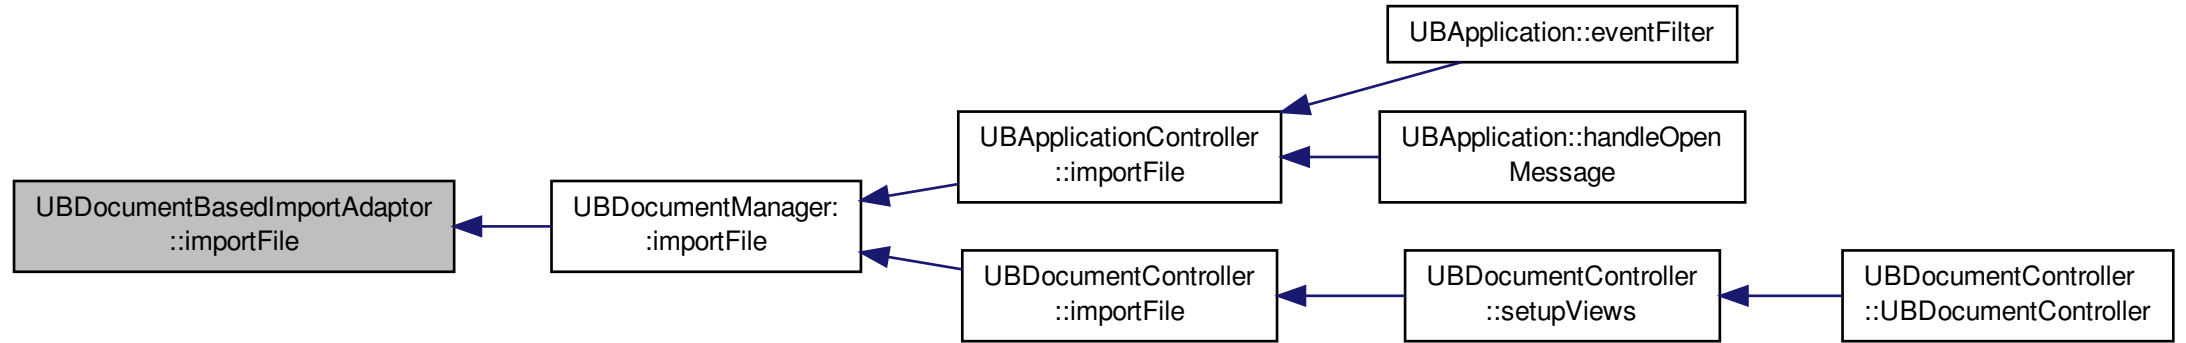 UBApplication::eventFilter
UBApplicationController
::importFile
UBApplication::handleOpen
Message
UBDocumentBasedImportAdaptor
::importFile
UBDocumentManager:
:importFile
UBDocumentController
::importFile
UBDocumentController
::setupViews
UBDocumentController
::UBDocumentController